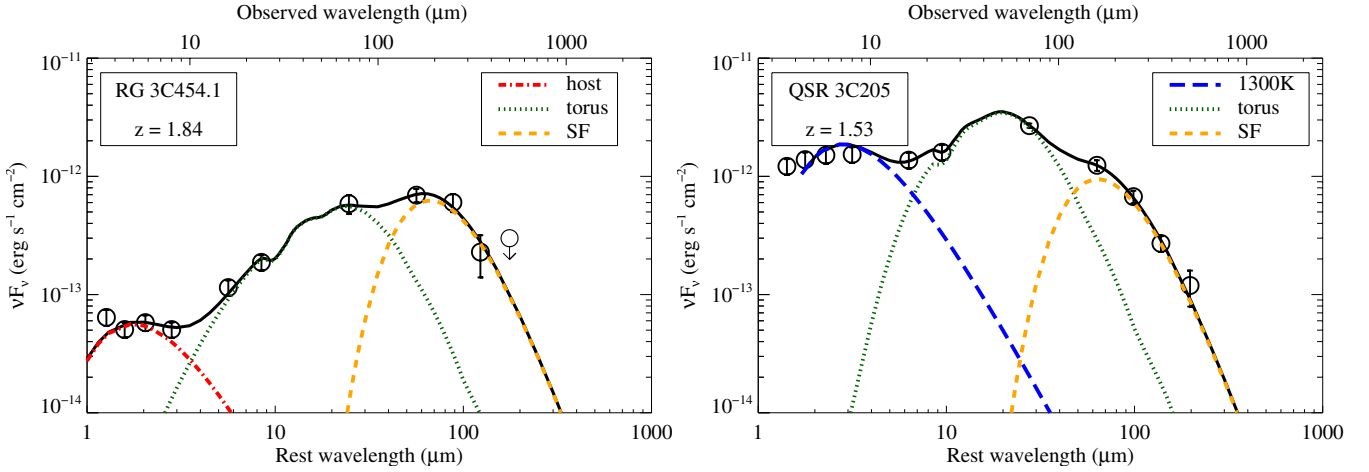 Observed wavelength (μm)
10 100 1000
10⁻¹¹
RG 3C454.1
z = 1.84
host
torus
SF
10⁻¹²
νFν (erg s⁻¹ cm⁻²)
10⁻¹³
10⁻¹⁴
1 10 100 1000
Rest wavelength (μm)
Observed wavelength (μm)
10 100 1000
10⁻¹¹
QSR 3C205
z = 1.53
1300K
torus
SF
10⁻¹²
νFν (erg s⁻¹ cm⁻²)
10⁻¹³
10⁻¹⁴
1 10 100 1000
Rest wavelength (μm)